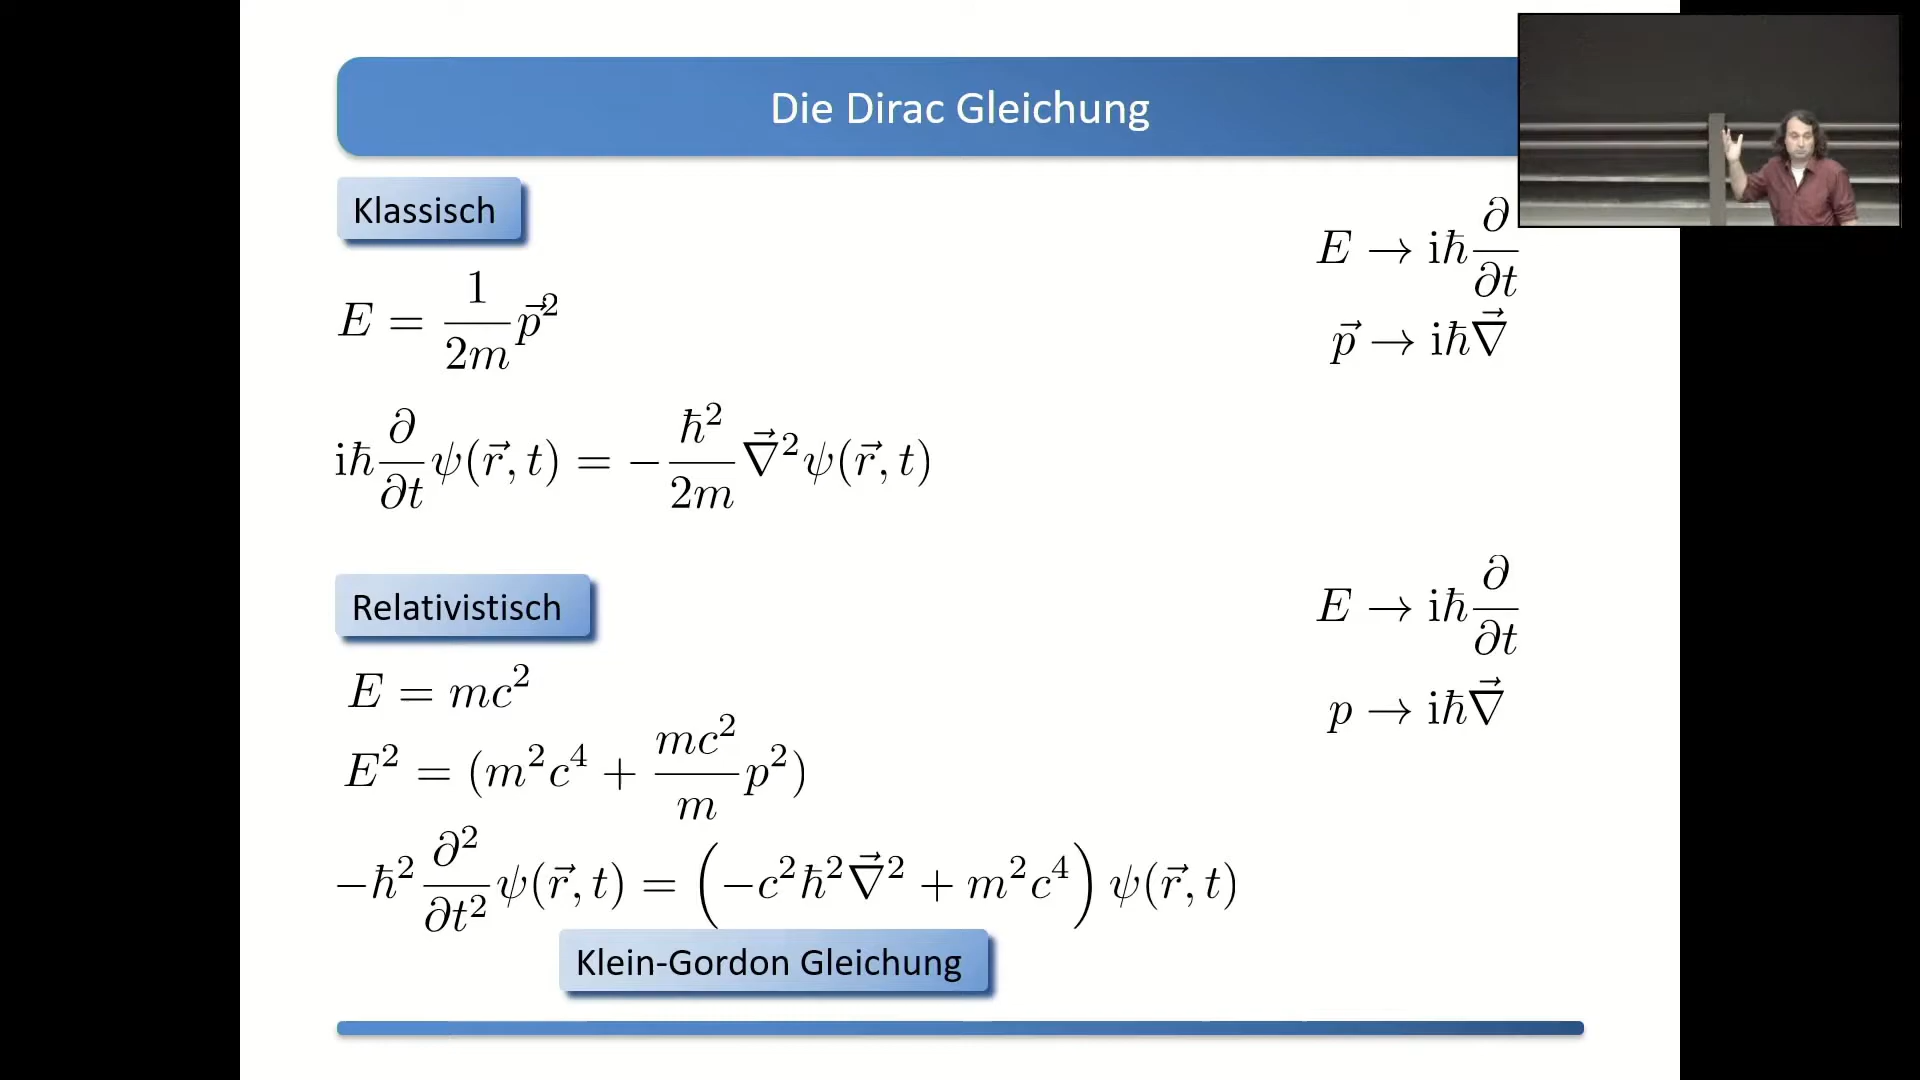 Die Dirac Gleichung
Klassisch
E → iħ ∂/∂t
E = 1/2m p⃗²
p⃗ → iħ∇⃗
iħ ∂/∂t ψ(r⃗, t) = − ħ²/2m ∇⃗² ψ(r⃗, t)
Relativistisch
E → iħ ∂/∂t
E = mc²
p → iħ∇⃗
E² = (m²c⁴ + mc²/m p²)
−ħ² ∂²/∂t² ψ(r⃗, t) = (−c²ħ²∇⃗² + m²c⁴) ψ(r⃗, t)
Klein-Gordon Gleichung